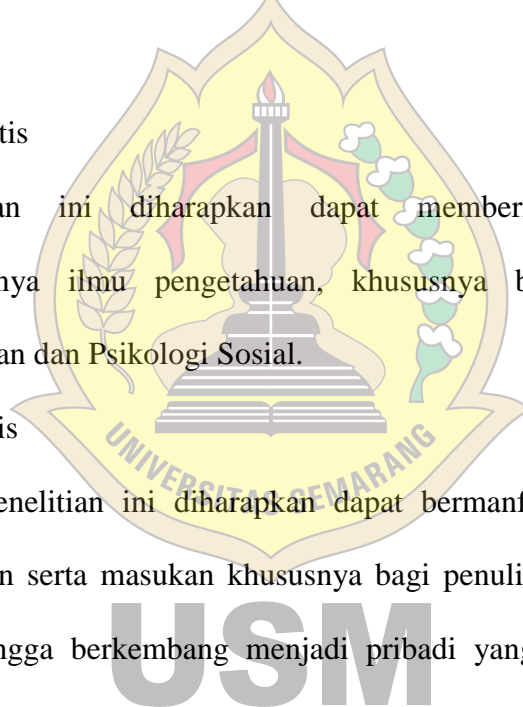 tis
an ini diharapkan dapat member
nya ilmu pengetahuan, khususnya b
an dan Psikologi Sosial.
is
enelitian ini diharapkan dapat bermanf
n serta masukan khususnya bagi penuli
ngga berkembang menjadi pribadi yang
UNIVERSITAS SEMARANG
USM